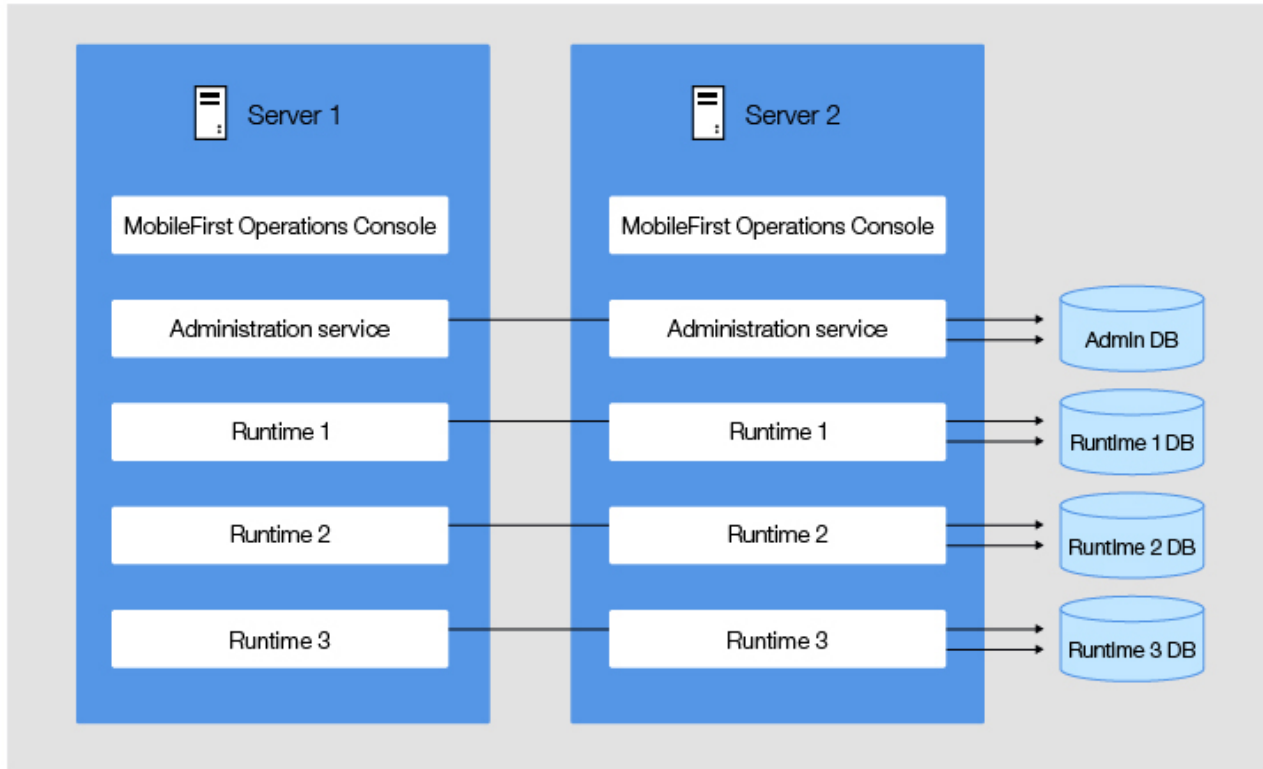 Server 1
Server 2
MobileFirst Operations Console
MobileFirst Operations Console
Administration service
Administration service
Admin DB
Runtime 1
Runtime 1
Runtime 1 DB
Runtime 2
Runtime 2
Runtime 2 DB
Runtime 3
Runtime 3
Runtime 3 DB